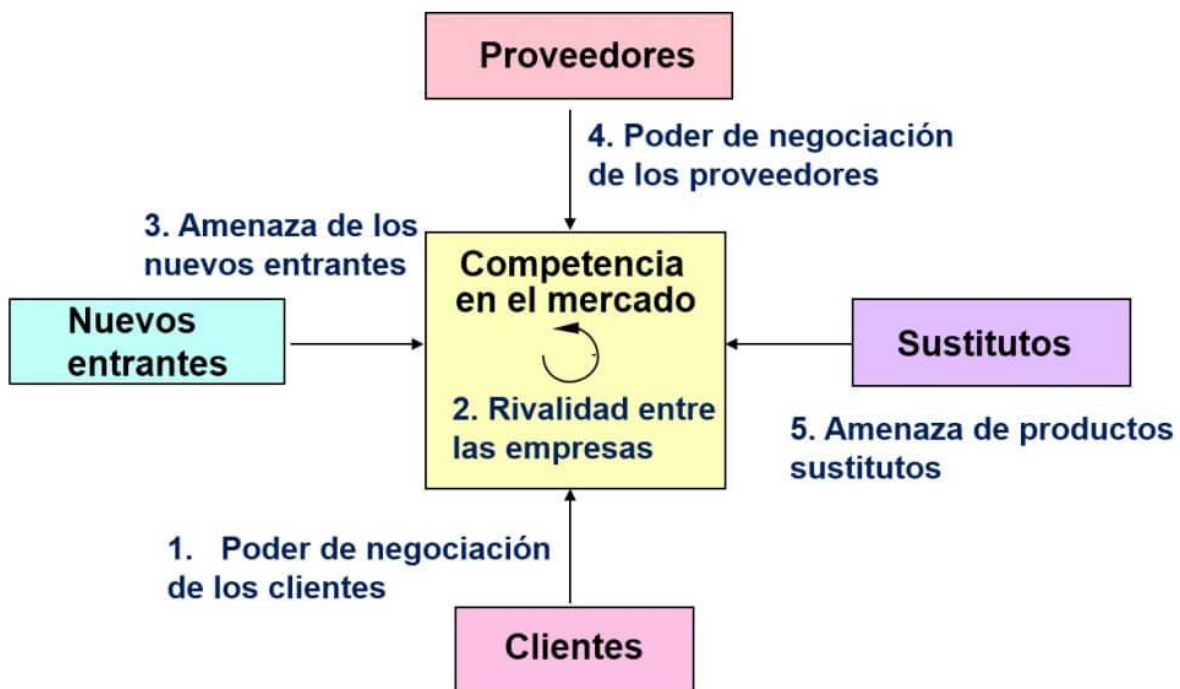 Proveedores
4. Poder de negociación
de los proveedores
3. Amenaza de los
nuevos entrantes
Competencia
en el mercado
Nuevos
entrantes
Sustitutos
2. Rivalidad entre
las empresas
5. Amenaza de productos
sustitutos
1. Poder de negociación
de los clientes
Clientes